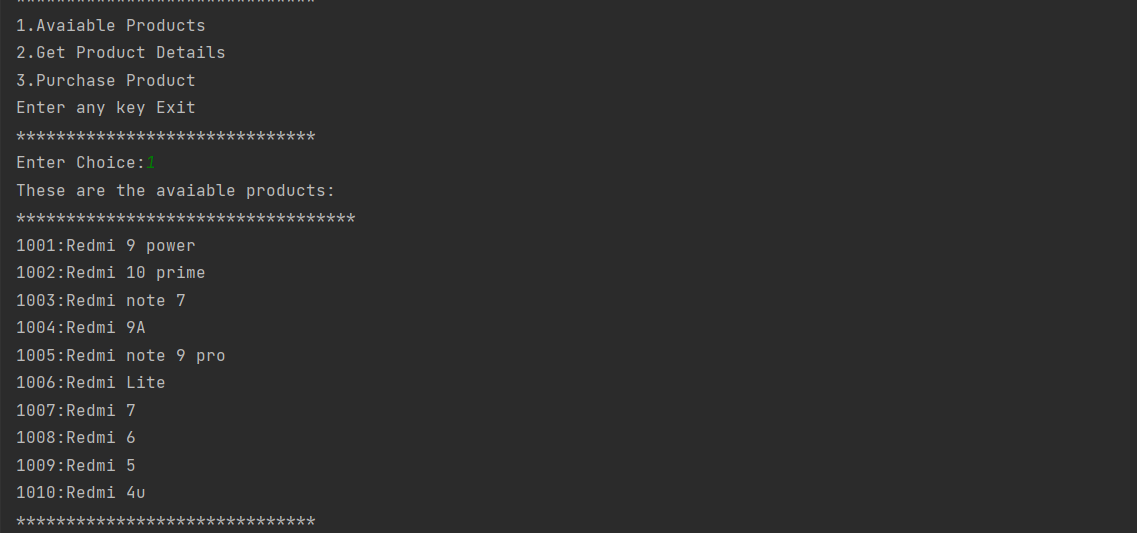 ******************************
1.Avaiable Products
2.Get Product Details
3.Purchase Product
Enter any key Exit
******************************
Enter Choice:1
These are the avaiable products:
**********************************
1001:Redmi 9 power
1002:Redmi 10 prime
1003:Redmi note 7
1004:Redmi 9A
1005:Redmi note 9 pro
1006:Redmi Lite
1007:Redmi 7
1008:Redmi 6
1009:Redmi 5
1010:Redmi 4u
******************************